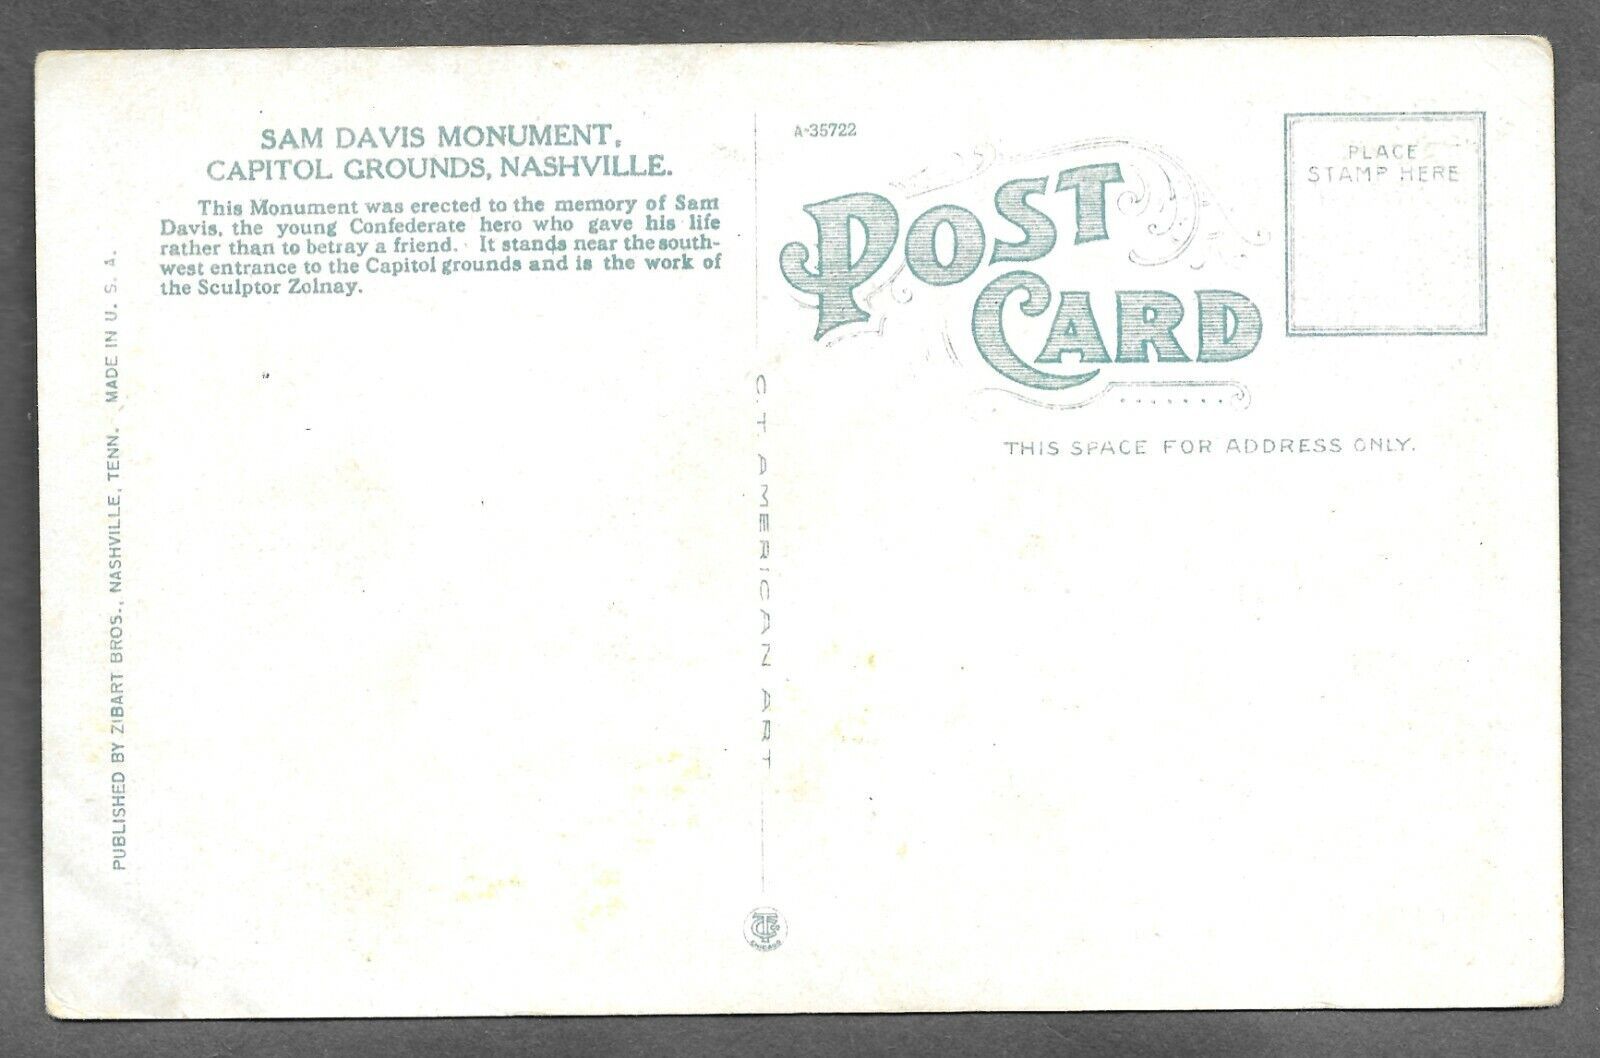 SAM DAVIS MONUMENT,
CAPITOL GROUNDS, NASHVILLE.
This Monument was erected to the memory of Sam
Davis, the young Confederate hero who gave his life
rather than to betray a friend. It stands near the south-
west entrance to the Capitol grounds and is the work of
the Sculptor Zolnay.
PUBLISHED BY ZIBART BROS., NASHVILLE, TENN. MADE IN U. S. A.
C. T. AMERICAN ART
CHICAGO
A-35722
POST
CARD
PLACE
STAMP HERE
THIS SPACE FOR ADDRESS ONLY.